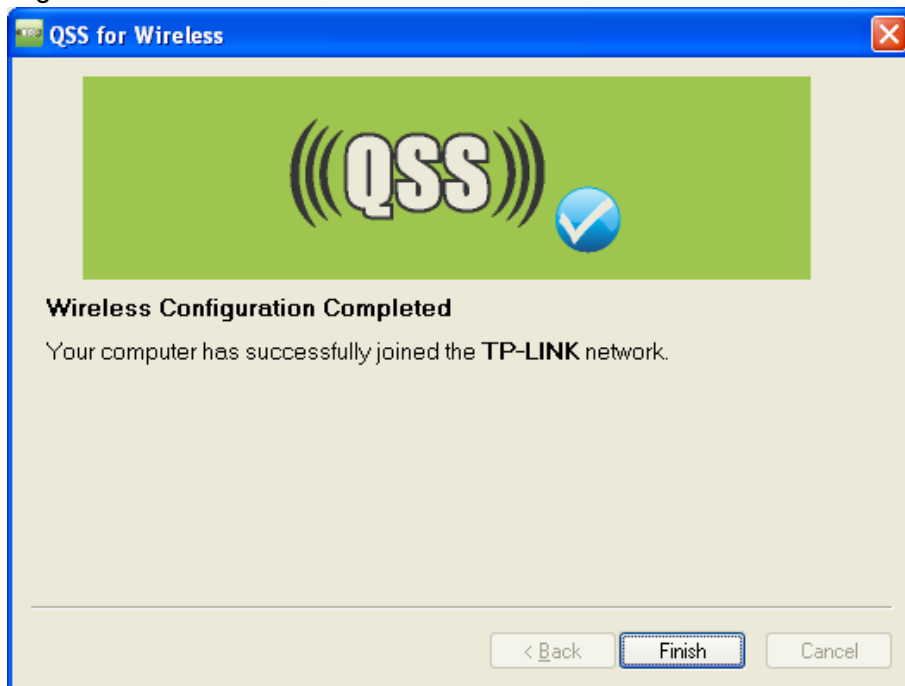 QSS for Wireless
(((QSS)))
Wireless Configuration Completed
Your computer has successfully joined the TP-LINK network.
< Back Finish Cancel